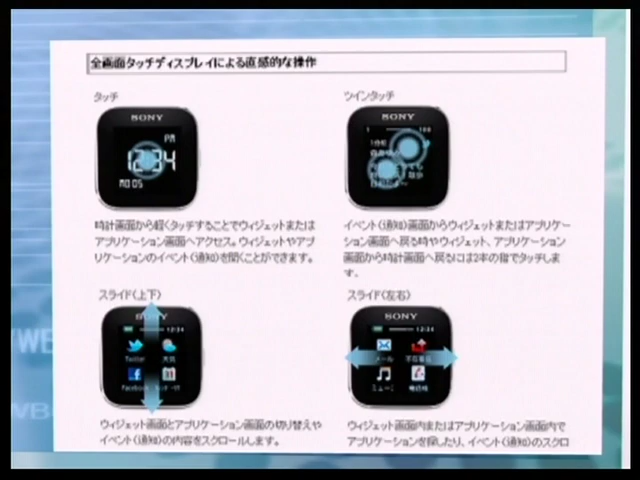 全画面タッチディスプレイによる直感的な操作
タッチ
SONY
PM
12:34
MO 05
時計画面から軽くタッチすることでウィジェットまたは
アプリケーション画面へアクセス。ウィジェットやアプ
リケーションのイベント(通知)を開くことができます。
ツインタッチ
SONY
1
100
イベント(通知)画面からウィジェットまたはアプリケー
ション画面へ戻る時やウィジェット、アプリケーション
画面から時計画面へ戻るには2本の指でタッチしま
す。
スライド(上下)
SONY
12:34
Twitter
天気
Facebook
ウィジェット画面とアプリケーション画面の切り替えや
イベント(通知)の内容をスクロールします。
スライド(左右)
SONY
12:34
メール
不在着信
ミュージ
ウィジェット画面内またはアプリケーション画面内で
アプリケーションを探したり、イベント(通知)のスクロ